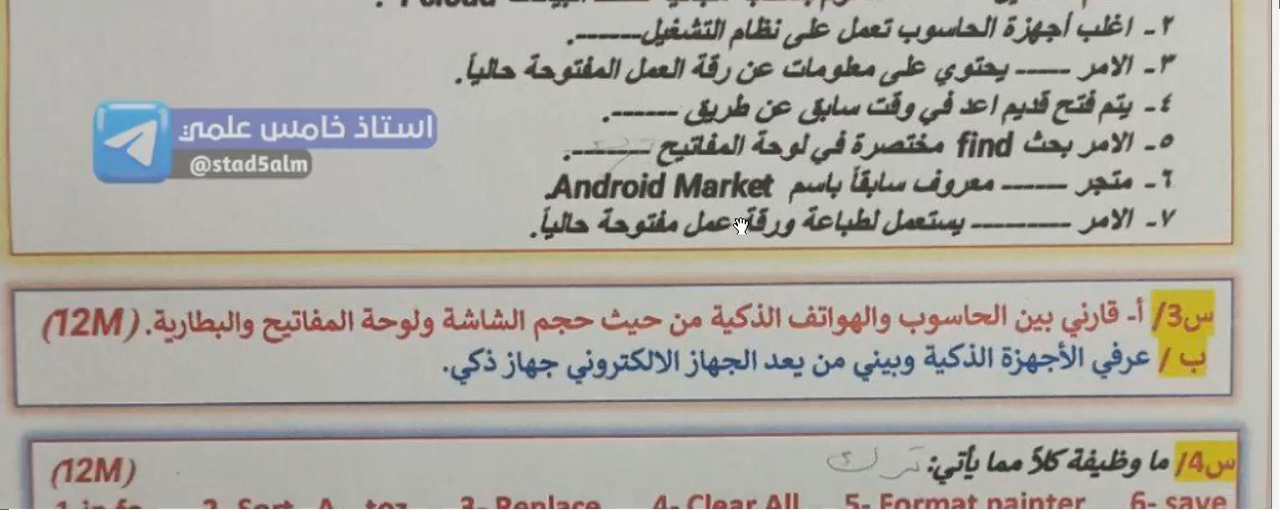 ٢- اغلب أجهزة الحاسوب تعمل على نظام التشغيل------.
٣- الامر ----- يحتوي على معلومات عن رقة العمل المفتوحة حالياً.
٤- يتم فتح قديم اعد في وقت سابق عن طريق ------.
استاذ خامس علمي
@stad5alm
٥- الامر بحث find مختصرة في لوحة المفاتيح -------.
٦- متجر ------ معروف سابقاً باسم Android Market.
٧- الامر --------- يستعمل لطباعة ورقة عمل مفتوحة حالياً.
س3/ أ- قارني بين الحاسوب والهواتف الذكية من حيث حجم الشاشة ولوحة المفاتيح والبطارية. (12M)
ب / عرفي الأجهزة الذكية وبيني من يعد الجهاز الالكتروني جهاز ذكي.
س4/ ما وظيفة كلاً مما يأتي: ترك (12M)
2- Sort A toz 3- Replace 4- Clear All 5- Format painter 6- save